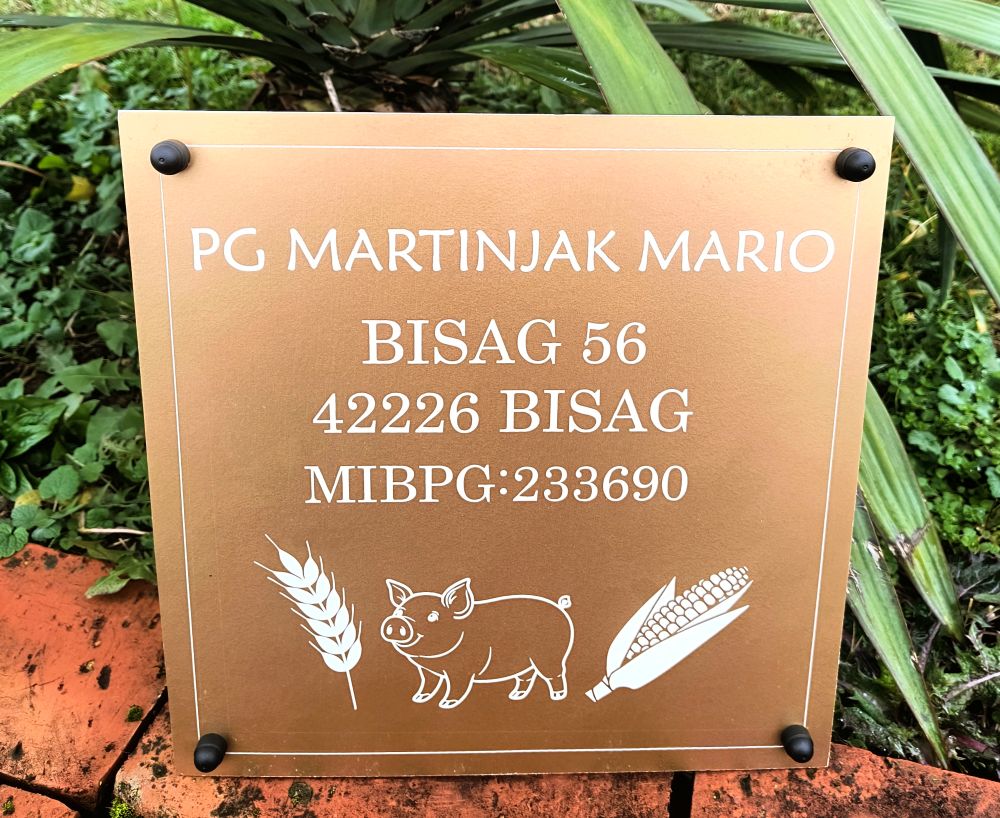 PG MARTINJAK MARIO
BISAG 56
42226 BISAG
MIBPG:233690